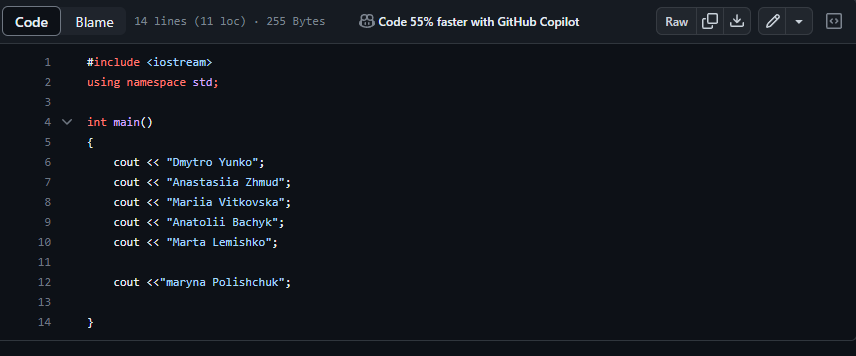 Code Blame 14 lines (11 loc) · 255 Bytes Code 55% faster with GitHub Copilot Raw
1 #include <iostream>
2 using namespace std;
3
4 int main()
5 {
6 cout << "Dmytro Yunko";
7 cout << "Anastasiia Zhmud";
8 cout << "Mariia Vitkovska";
9 cout << "Anatolii Bachyk";
10 cout << "Marta Lemishko";
11
12 cout <<"maryna Polishchuk";
13
14 }